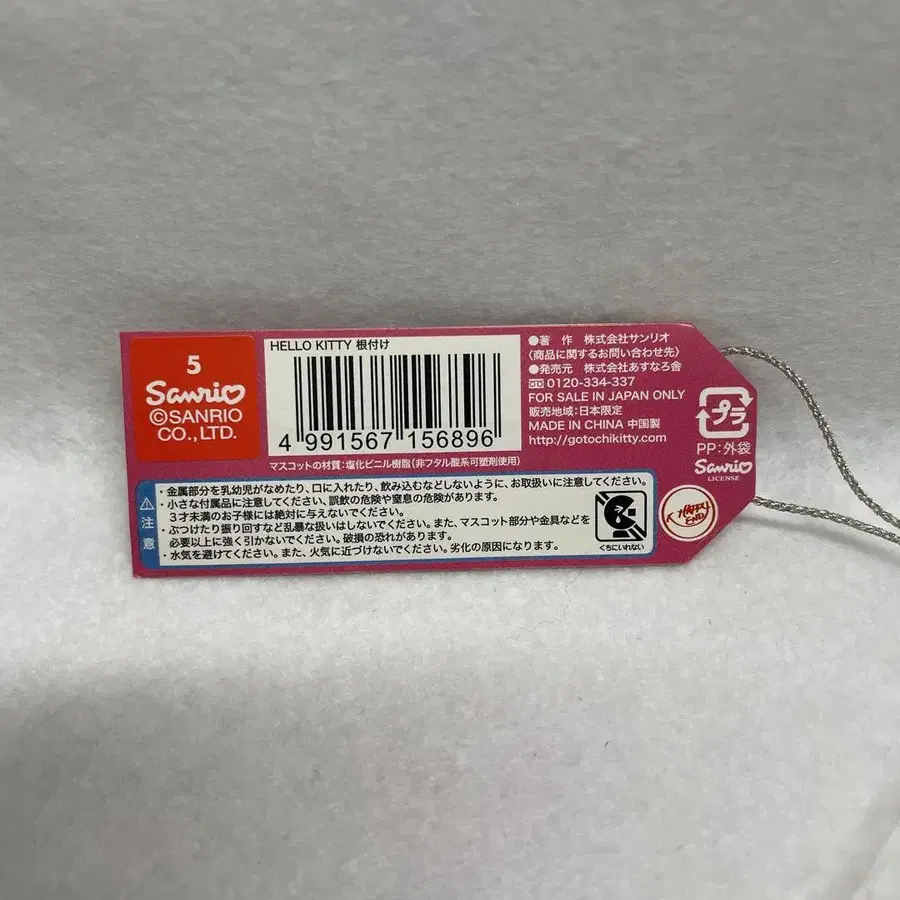 5
Sanrio
©SANRIO
CO.,LTD.
HELLO KITTY 根付け
4 991567 156896
マスコットの材質：塩化ビニル樹脂（非フタル酸系可塑剤使用）
●著　作　株式会社サンリオ
〈商品に関するお問い合わせ先〉
●発売元　株式会社あすなろ舎
0120-334-337
FOR SALE IN JAPAN ONLY
販売地域：日本限定
MADE IN CHINA 中国製
http://gotochikitty.com
プラ
PP：外袋
Sanrio
LICENSE
HAPPY
END
注意
・金属部分を乳幼児がなめたり、口に入れたり、飲み込むなどしないように、お取扱いに注意してください。
・小さな付属品に注意してください。誤飲の危険や窒息の危険があります。
３才未満のお子様には絶対に与えないでください。
・ぶつけたり振り回すなど乱暴な扱いはしないでください。また、マスコット部分や金具などを
必要以上に強く引かないでください。破損の恐れがあります。
・水気を避けてください。また、火気に近づけないでください。劣化の原因になります。
くちにいれない